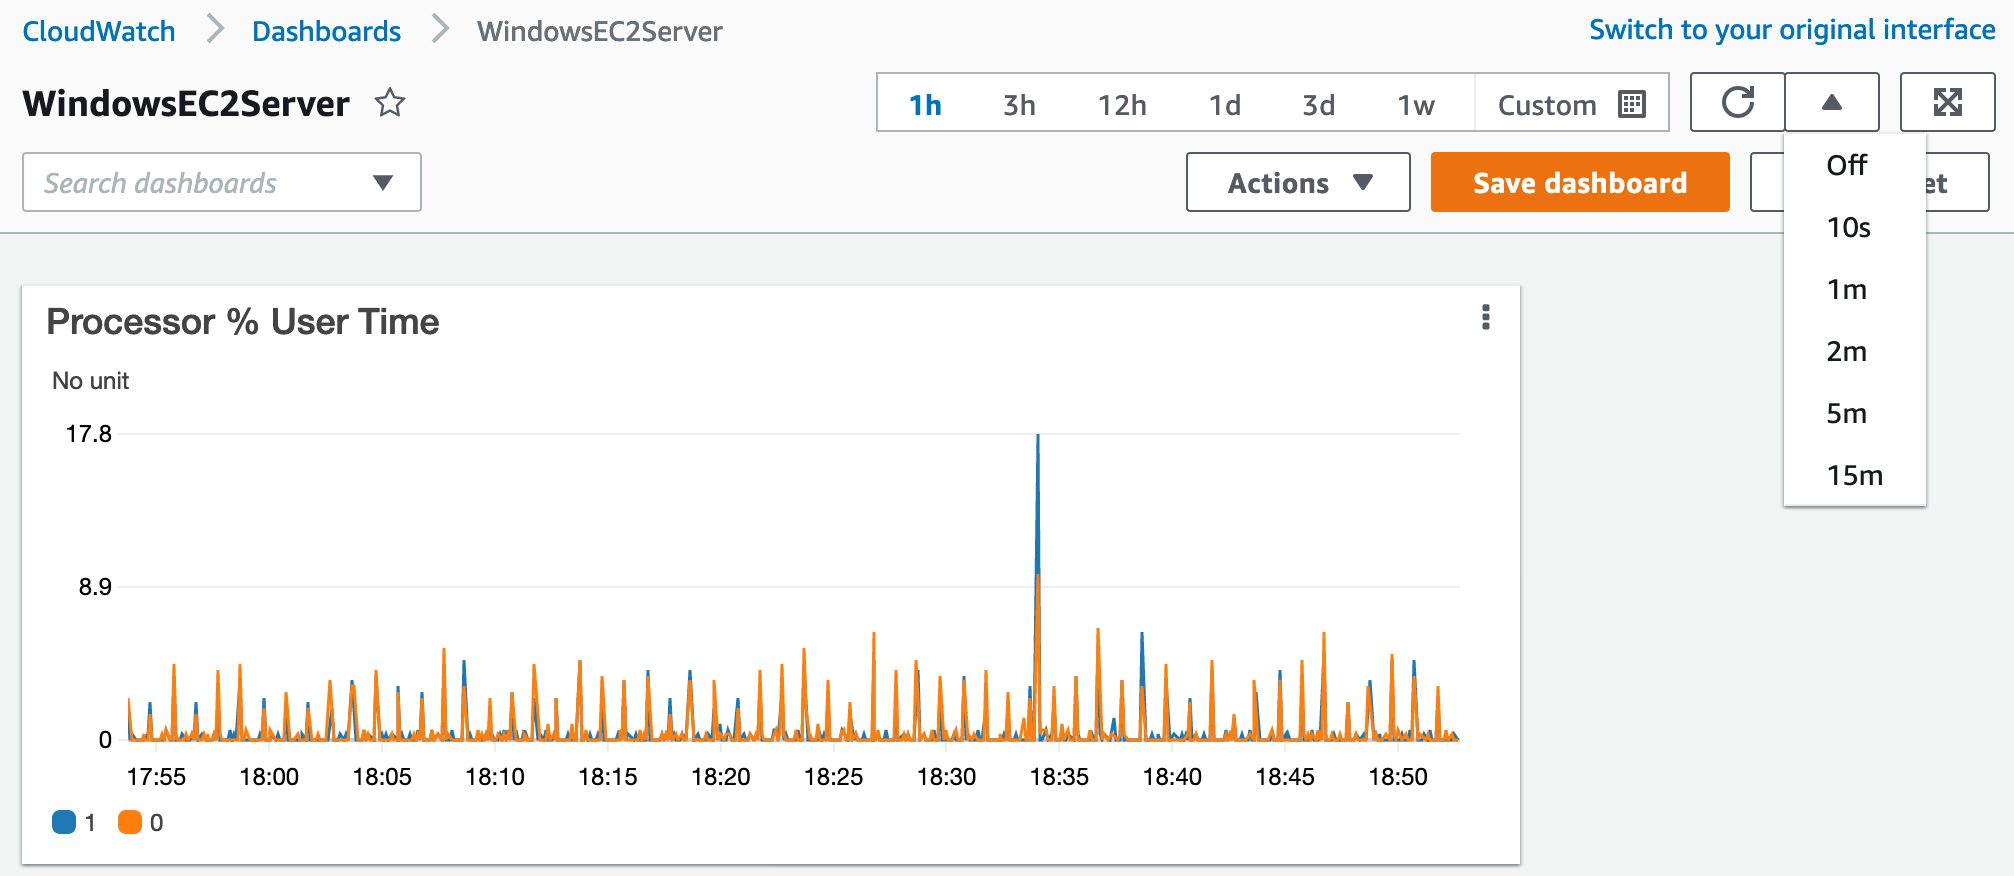 CloudWatch Dashboards WindowsEC2Server
Switch to your original interface
WindowsEC2Server
1h 3h 12h 1d 3d 1w Custom
Search dashboards
Actions Save dashboard
Off
10s
1m
2m
5m
15m
Processor % User Time
No unit
17.8
8.9
0
17:55 18:00 18:05 18:10 18:15 18:20 18:25 18:30 18:35 18:40 18:45 18:50
1 0